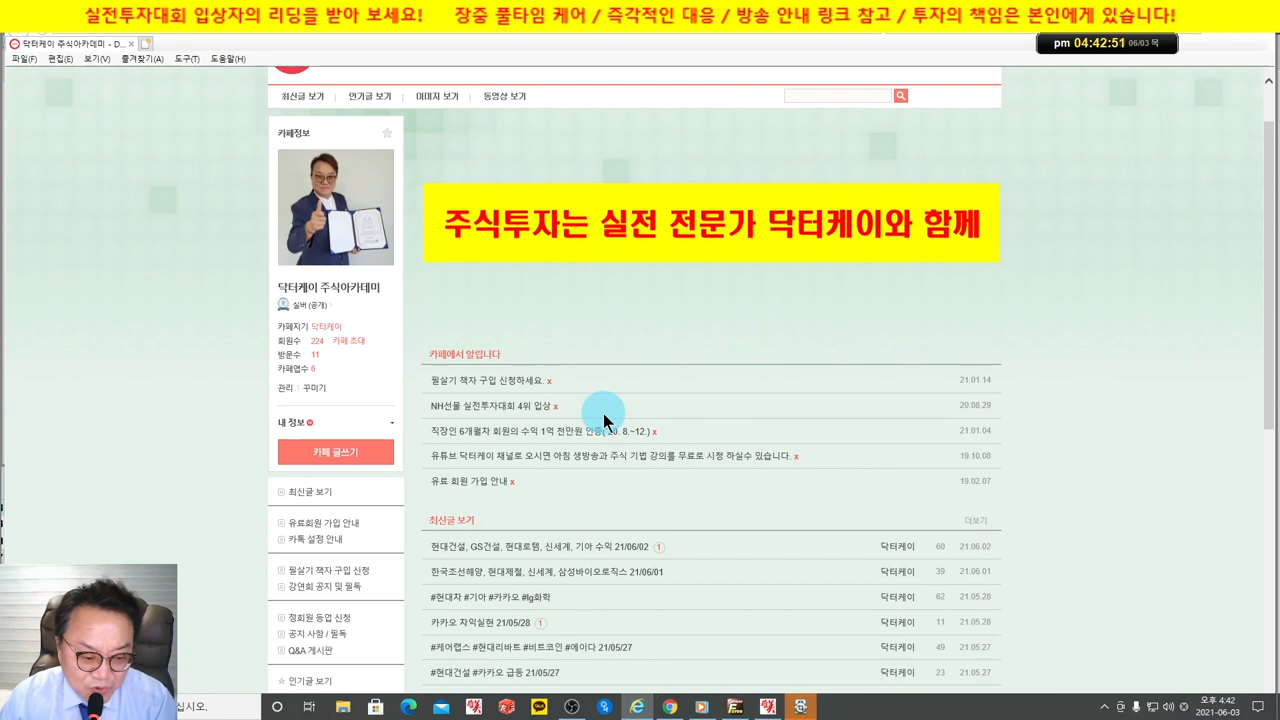 실전투자대회 입상자의 리딩을 받아 보세요! 장중 풀타임 케어 / 즉각적인 대응 / 방송 안내 링크 참고 / 투자의 책임은 본인에게 있습니다!
닥터케이 주식아카데미 - D...
pm 04:42:51 06/03 목
파일(F) 편집(E) 보기(V) 즐겨찾기(A) 도구(T) 도움말(H)
최신글 보기 인기글 보기 이미지 보기 동영상 보기
카페정보
주식투자는 실전 전문가 닥터케이와 함께
닥터케이 주식아카데미
실버 (공개)
카페지기 닥터케이
회원수 224 카페 초대
방문수 11
카페앱수 6
관리 꾸미기
내 정보
카페 글쓰기
최신글 보기
유료회원 가입 안내
카톡 설정 안내
필살기 책자 구입 신청
강연회 공지 및 필독
정회원 등업 신청
공지 사항 / 필독
Q&A 게시판
인기글 보기
카페에서 알립니다
필살기 책자 구입 신청하세요. x 21.01.14
NH선물 실전투자대회 4위 입상 x 20.08.29
직장인 6개월차 회원의 수익 1억 천만원 인증( 20. 8.~12.) x 21.01.04
유튜브 닥터케이 채널로 오시면 아침 생방송과 주식 기법 강의를 무료로 시청 하실수 있습니다. x 19.10.08
유료 회원 가입 안내 x 19.02.07
최신글 보기 더보기
현대건설, GS건설, 현대로템, 신세계, 기아 수익 21/06/02 1 닥터케이 60 21.06.02
한국조선해양, 현대제철, 신세계, 삼성바이오로직스 21/06/01 닥터케이 39 21.06.01
#현대차 #기아 #카카오 #lg화학 닥터케이 62 21.05.28
카카오 차익실현 21/05/28 1 닥터케이 11 21.05.28
#케어랩스 #현대리바트 #비트코인 #에이다 21/05/27 닥터케이 49 21.05.27
#현대건설 #카카오 급등 21/05/27 닥터케이 23 21.05.27
십시오.
오후 4:42
2021-06-03